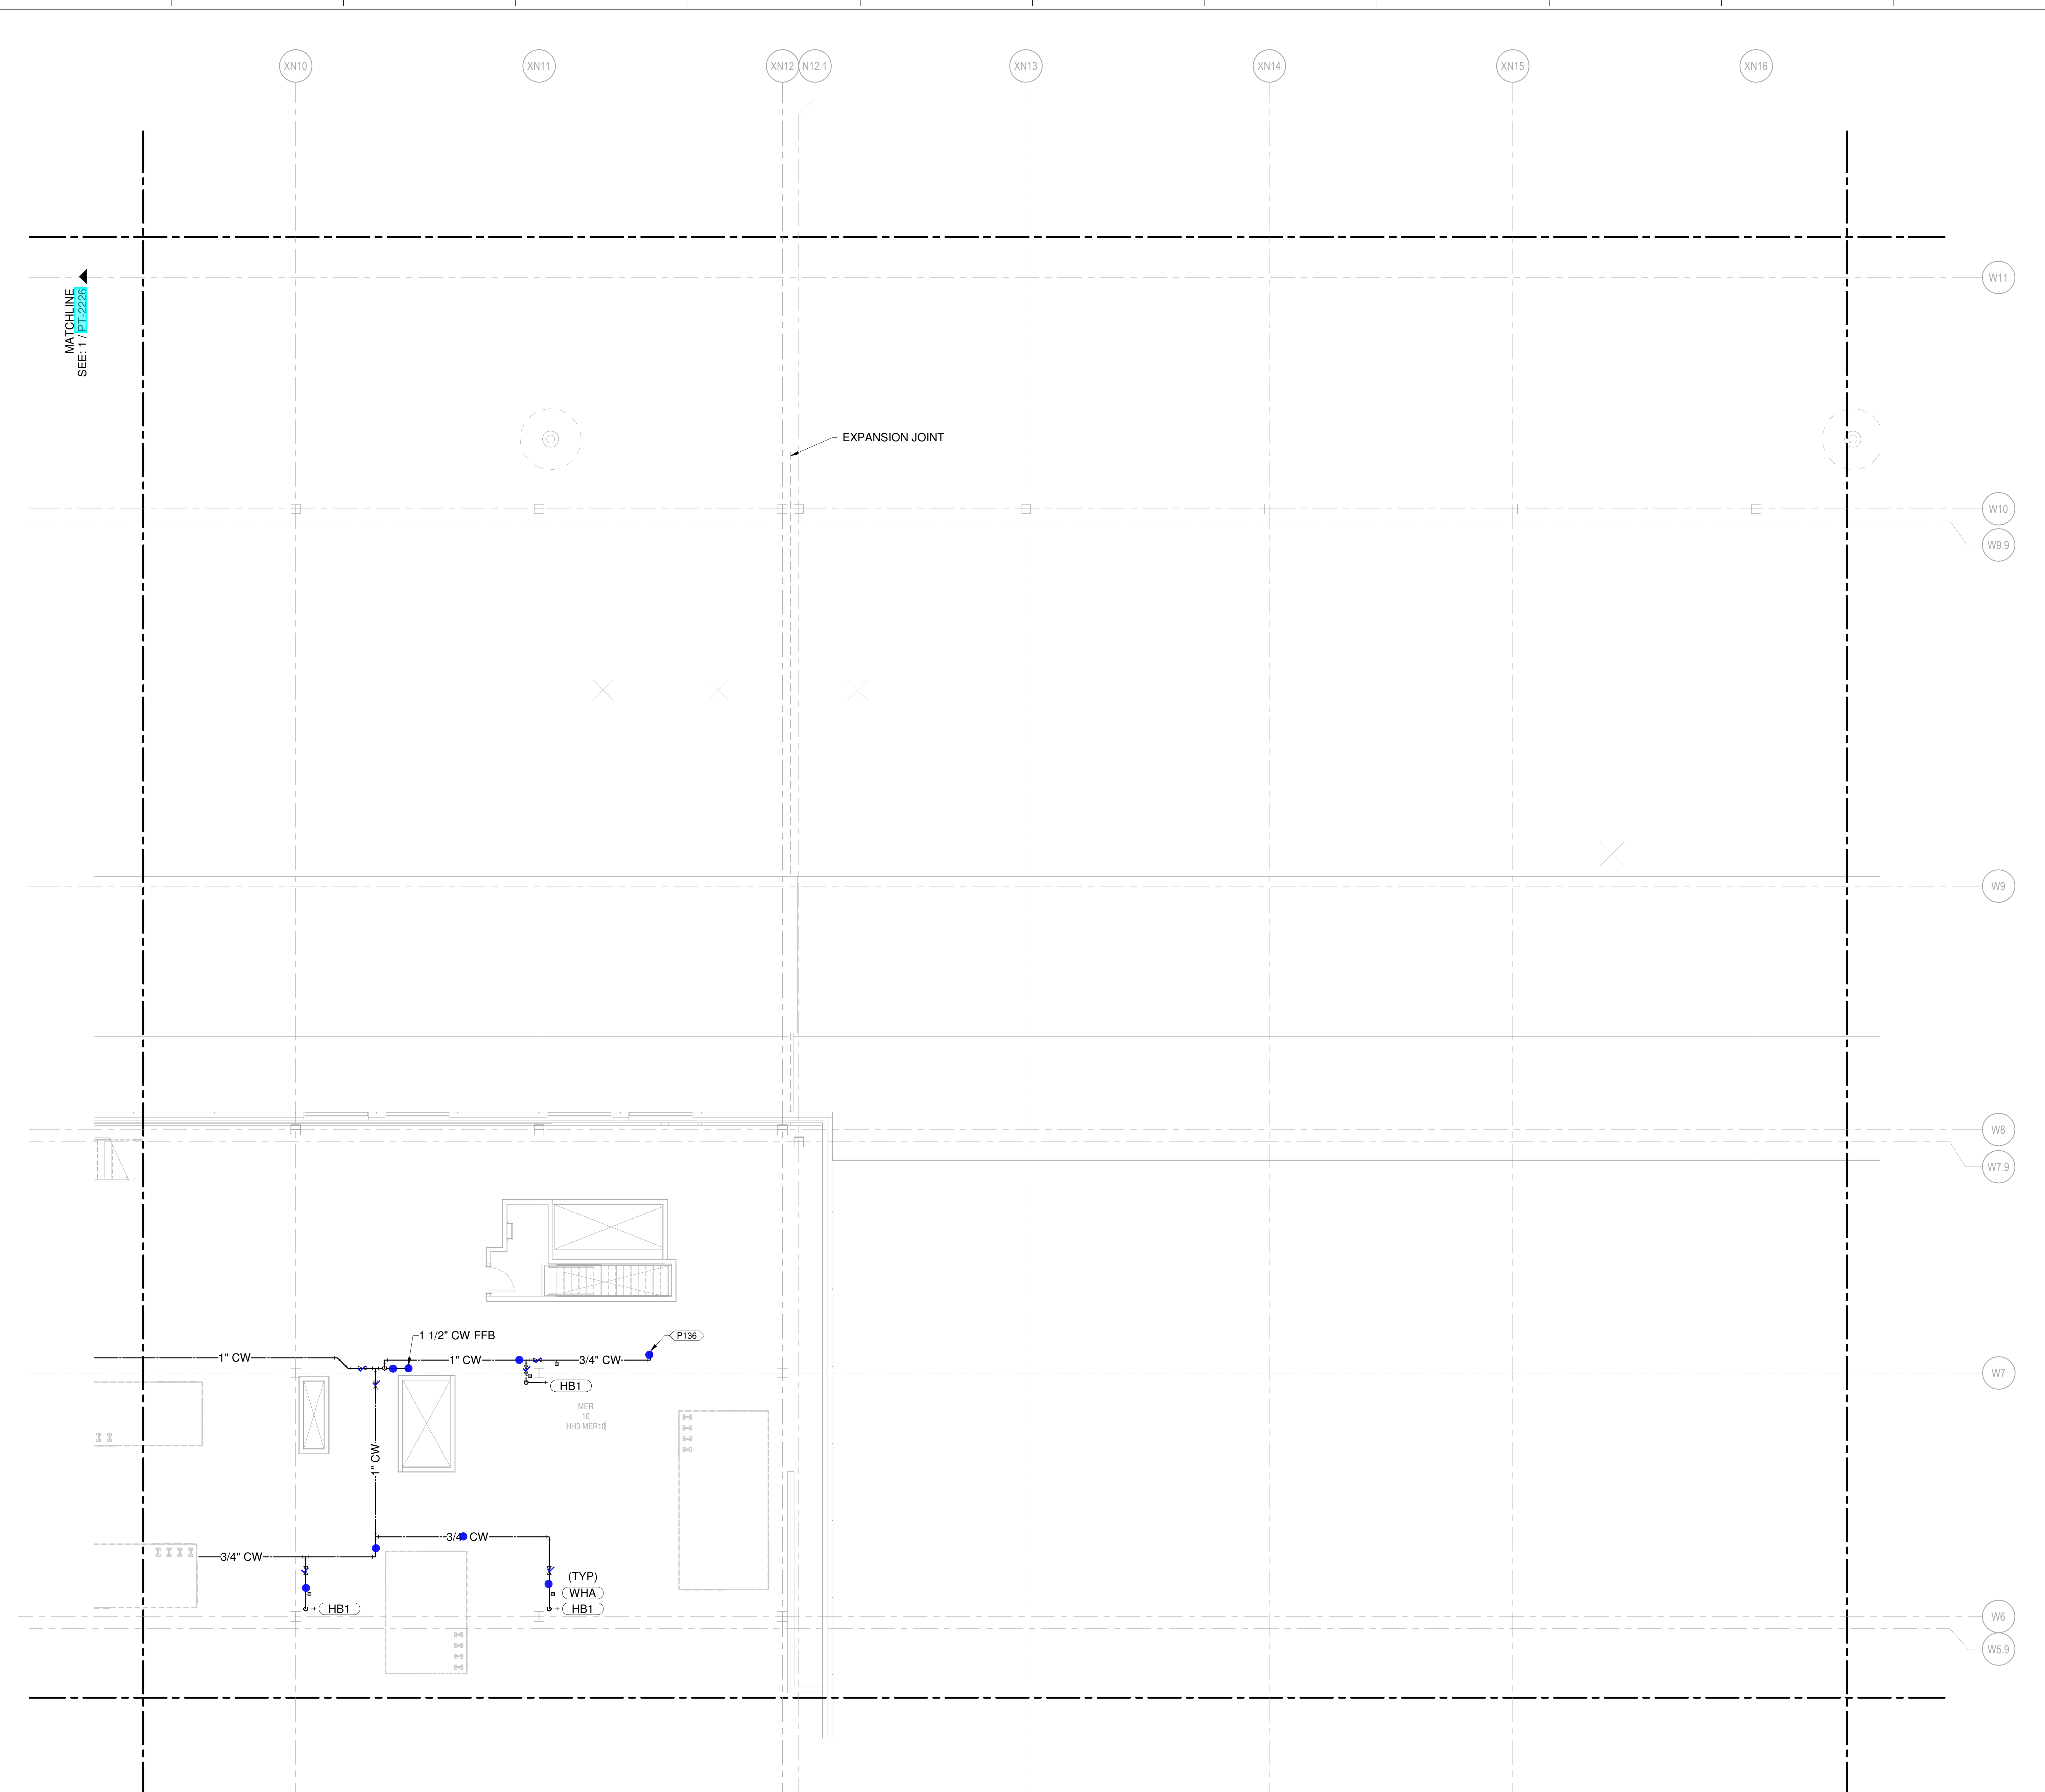 XN10
XN11
XN12
N12.1
XN13
XN14
XN15
XN16
W11
MATCHLINE
SEE: 1 / PT-2226
EXPANSION JOINT
W10
W9.9
W9
W8
W7.9
1 1/2" CW FFB
P136
1" CW
1" CW
3/4" CW
W7
HB1
MER
10
HH3-MER10
1" CW
3/4" CW
3/4" CW
(TYP)
WHA
HB1
HB1
W6
W5.9